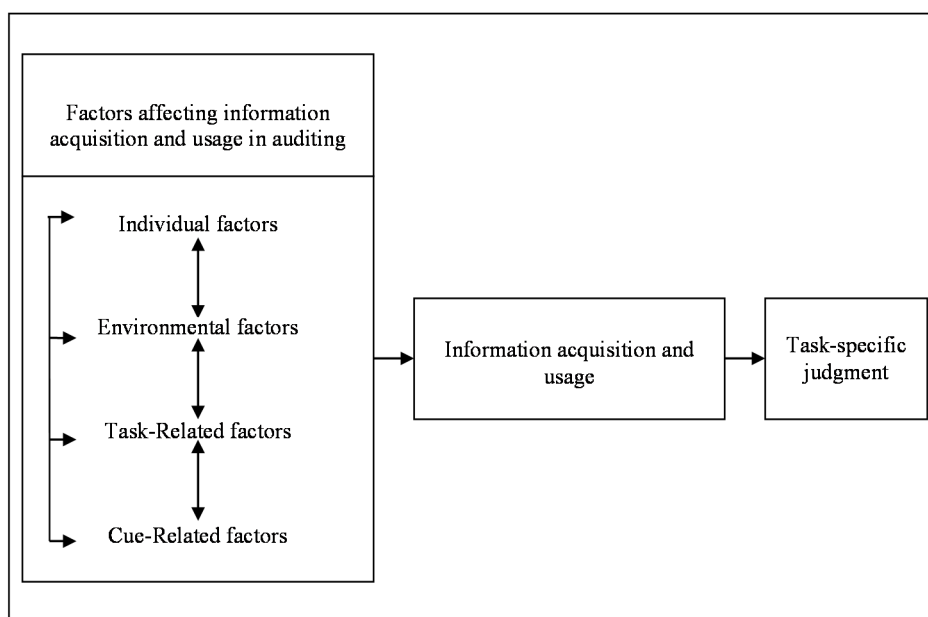 Factors affecting information
acquisition and usage in auditing
Individual factors
Environmental factors
Task-Related factors
Cue-Related factors
Information acquisition and
usage
Task-specific
judgment